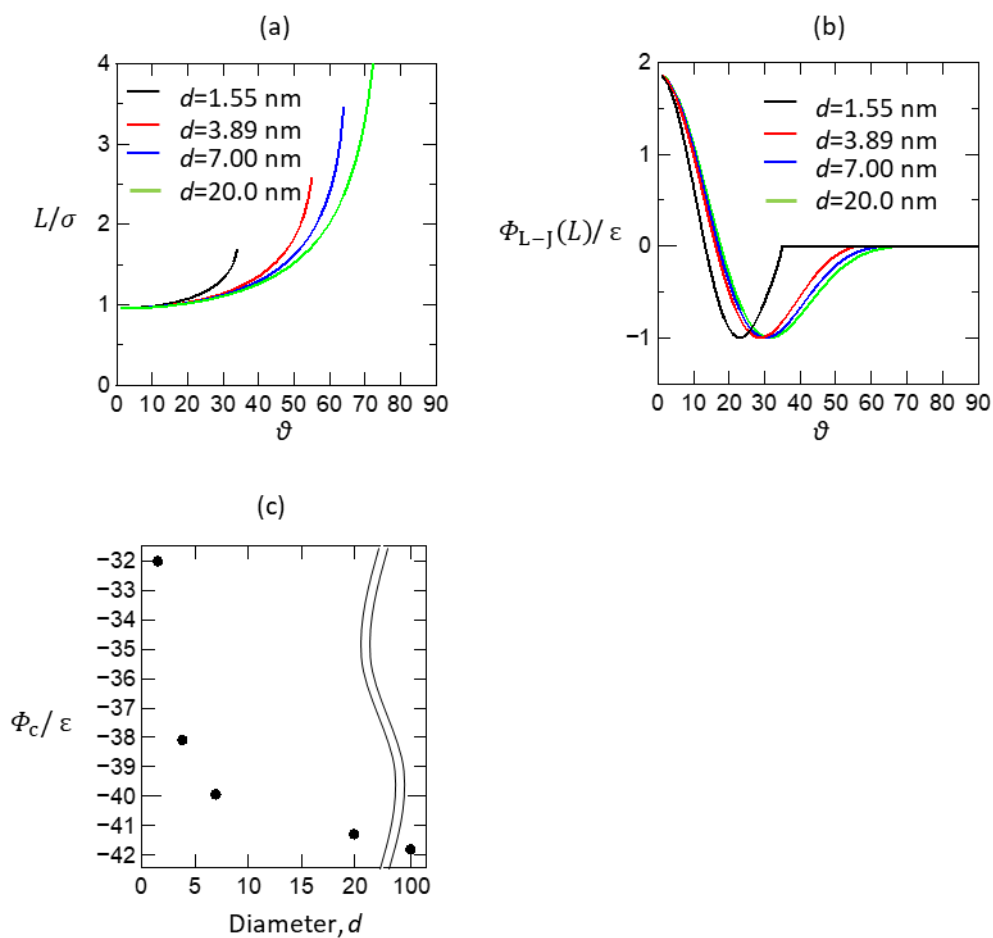 (a)
4
3
2
1
0
L/σ
d=1.55 nm
d=3.89 nm
d=7.00 nm
d=20.0 nm
0 10 20 30 40 50 60 70 80 90
ϑ
(b)
2
1
0
−1
ΦL−J(L)/ ε
d=1.55 nm
d=3.89 nm
d=7.00 nm
d=20.0 nm
0 10 20 30 40 50 60 70 80 90
ϑ
(c)
−32
−33
−34
−35
−36
−37
−38
−39
−40
−41
−42
Φc/ ε
0 5 10 15 20 100
Diameter, d